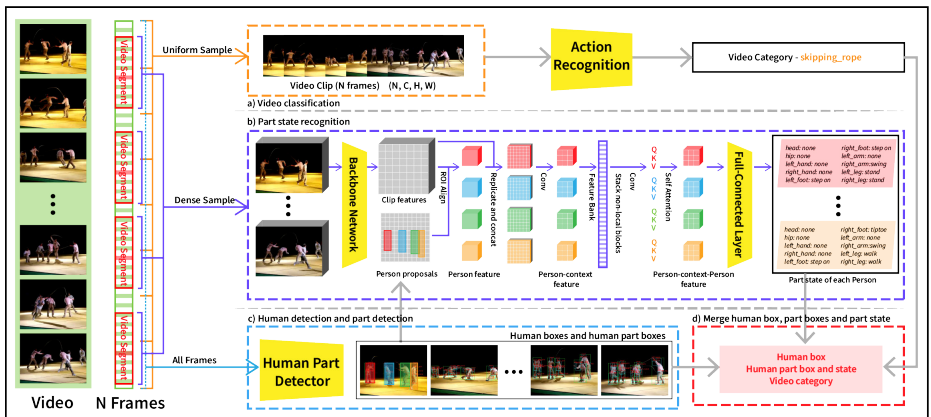 Uniform Sample
Video Clip (N frames) (N, C, H, W)
Action
Recognition
Video Category - skipping_rope
a) Video classification
b) Part state recognition
Video Segment
Video Segment
Video Segment
Video Segment
Dense Sample
Backbone Network
Clip features
ROI Align
Person proposals
Replicate and concat
Person feature
Conv
Person-context
feature
Feature Bank
Stack non-local blocks
Conv
Q K V
Q K V
Q K V
Q K V
Self Attention
Person-context-Person
feature
Full-Connected Layer
head: none right_foot: step on
hip: none left_arm: none
left_hand: none right_arm:swing
right_hand: none left_leg: stand
left_foot: step on right_leg: stand
head: none right_foot: tiptoe
hip: none left_arm: none
left_hand: none right_arm:swing
right_hand: none left_leg: walk
left_foot: step on right_leg: walk
Part state of each Person
c) Human detection and part detection
d) Merge human box, part boxes and part state
All Frames
Human Part
Detector
Human boxes and human part boxes
Human box
Human part box and state
Video category
Video
N Frames